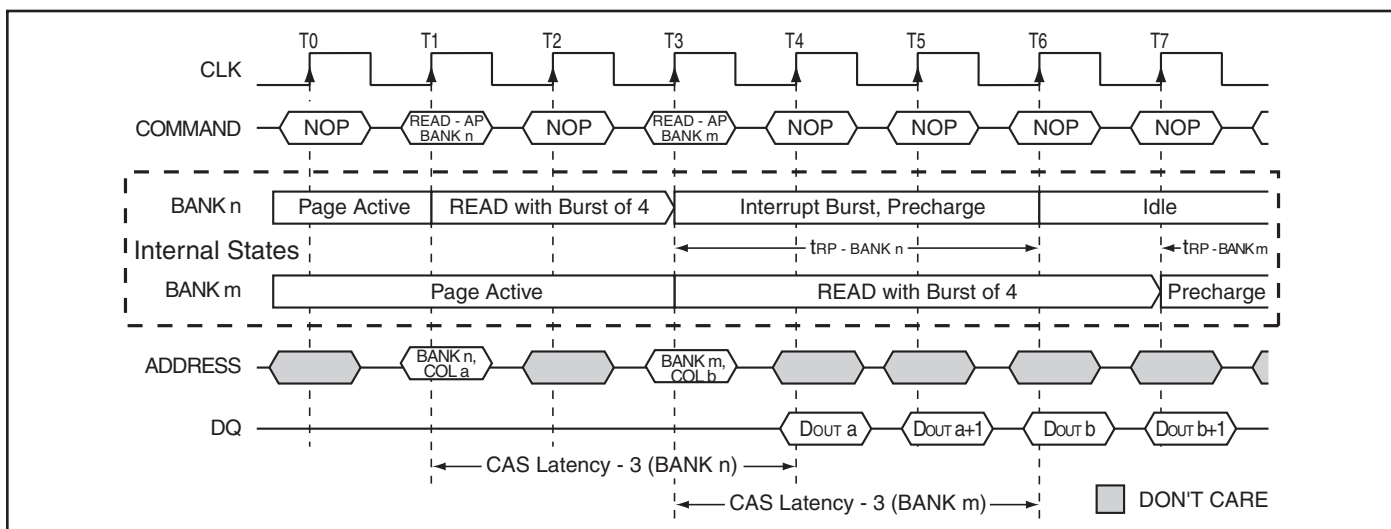 T0 T1 T2 T3 T4 T5 T6 T7
CLK
COMMAND NOP READ - AP BANK n NOP READ - AP BANK m NOP NOP NOP NOP
BANK n Page Active READ with Burst of 4 Interrupt Burst, Precharge Idle
Internal States tRP - BANK n tRP - BANK m
BANK m Page Active READ with Burst of 4 Precharge
ADDRESS BANK n, COL a BANK m, COL b
DQ DOUT a DOUT a+1 DOUT b DOUT b+1
CAS Latency - 3 (BANK n)
CAS Latency - 3 (BANK m) DON'T CARE